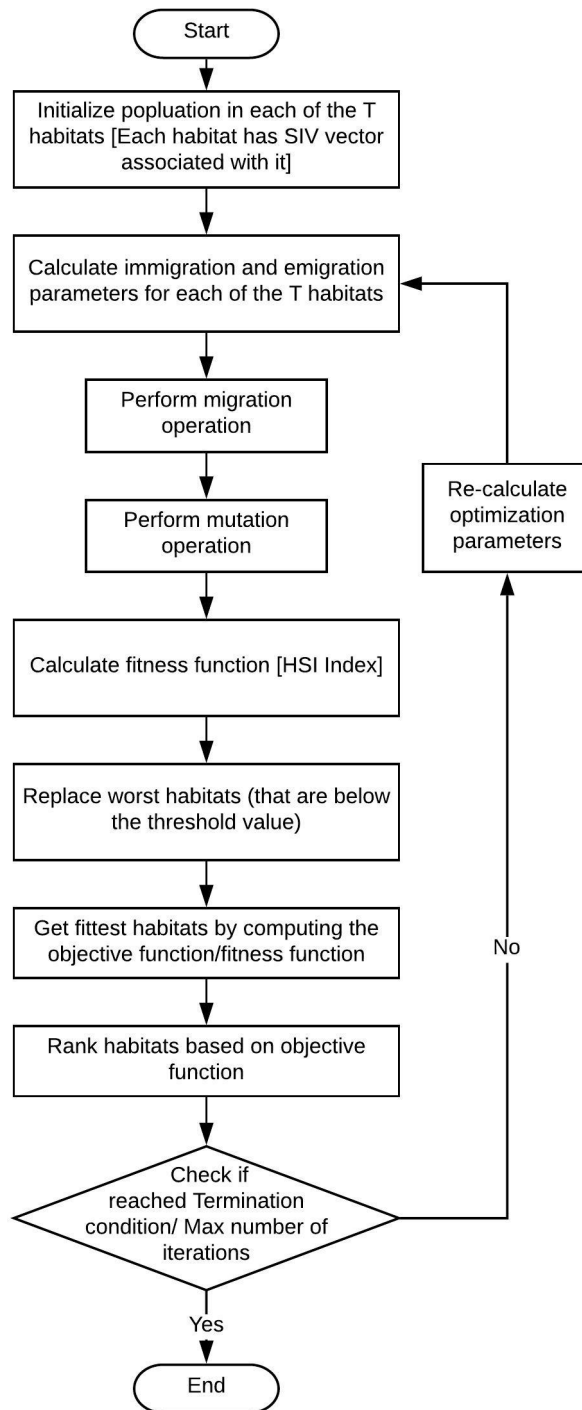 Start
Initialize popluation in each of the T
habitats [Each habitat has SIV vector
associated with it]
Calculate immigration and emigration
parameters for each of the T habitats
Perform migration
operation
Re-calculate
optimization
parameters
Perform mutation
operation
Calculate fitness function [HSI Index]
Replace worst habitats (that are below
the threshold value)
Get fittest habitats by computing the
objective function/fitness function
No
Rank habitats based on objective
function
Check if
reached Termination
condition/ Max number of
iterations
Yes
End